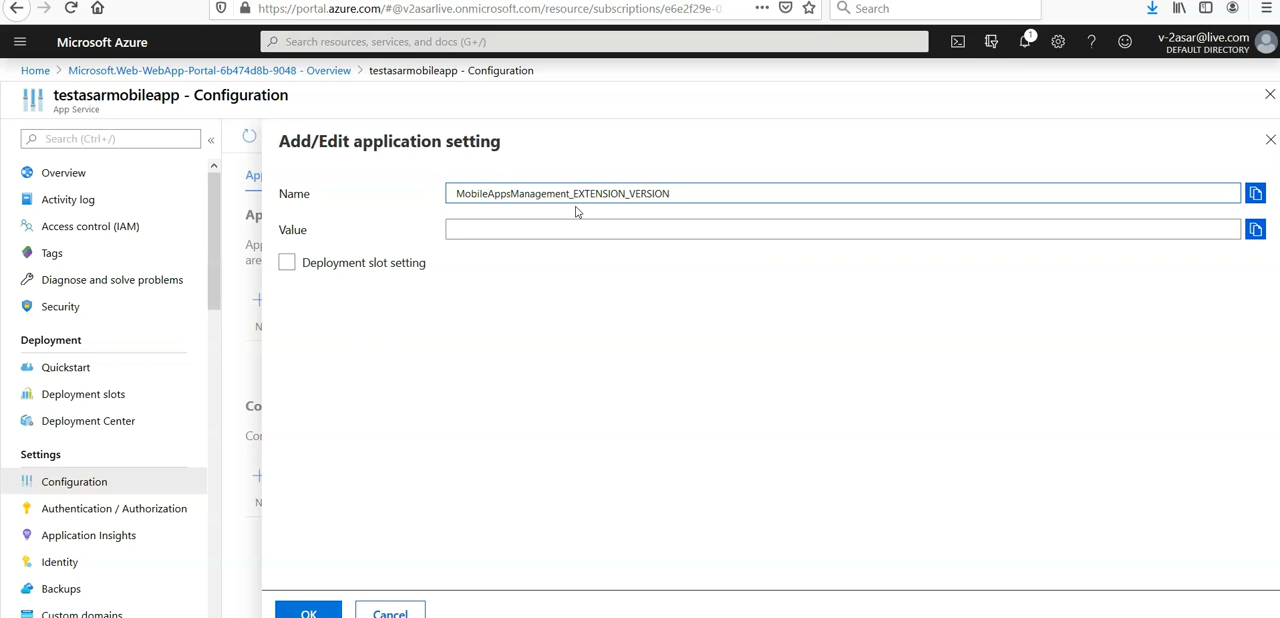 https://portal.azure.com/#@v2asarlive.onmicrosoft.com/resource/subscriptions/e6e2f29e-0
Search
Microsoft Azure
Search resources, services, and docs (G+/)
1
v-2asar@live.com
DEFAULT DIRECTORY
Home > Microsoft.Web-WebApp-Portal-6b474d8b-9048 - Overview > testasarmobileapp - Configuration
testasarmobileapp - Configuration
App Service
Search (Ctrl+/)
Overview
Activity log
Access control (IAM)
Tags
Diagnose and solve problems
Security
Deployment
Quickstart
Deployment slots
Deployment Center
Settings
Configuration
Authentication / Authorization
Application Insights
Identity
Backups
Custom domains
Add/Edit application setting
Name
MobileAppsManagement_EXTENSION_VERSION
Value
Deployment slot setting
OK
Cancel